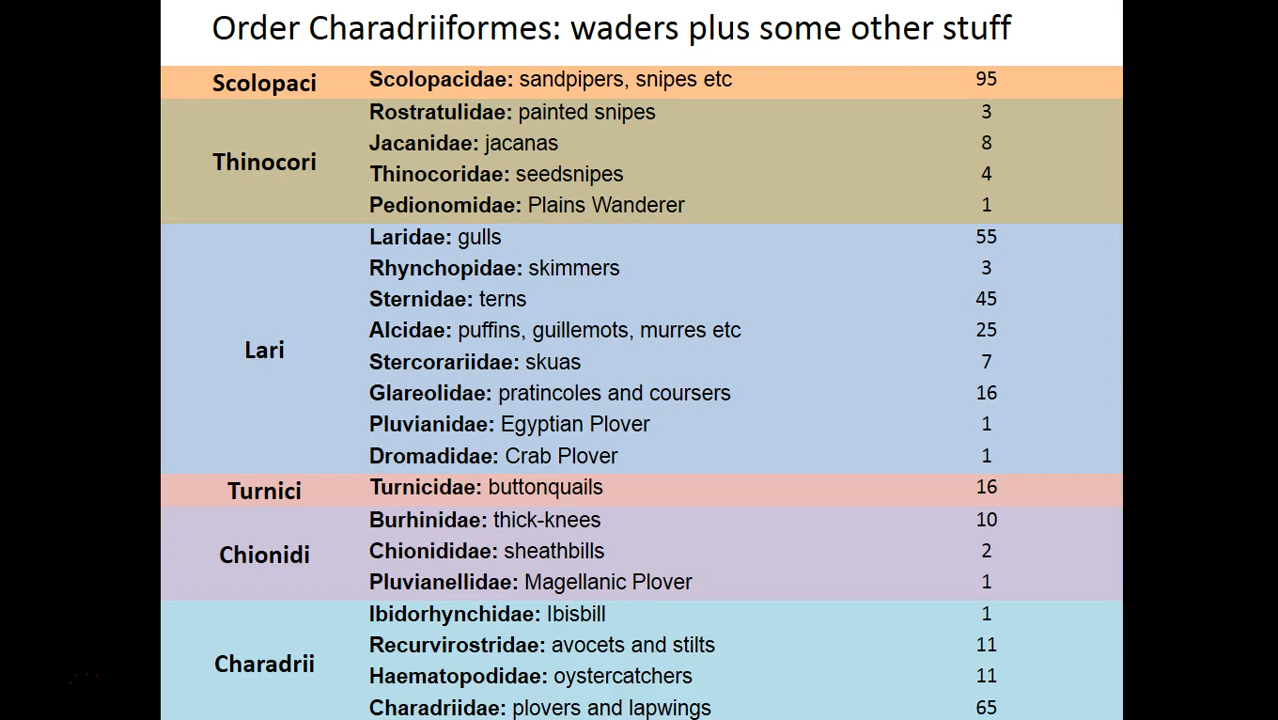 Order Charadriiformes: waders plus some other stuff
Scolopaci
Scolopacidae: sandpipers, snipes etc 95
Thinocori
Rostratulidae: painted snipes 3
Jacanidae: jacanas 8
Thinocoridae: seedsnipes 4
Pedionomidae: Plains Wanderer 1
Lari
Laridae: gulls 55
Rhynchopidae: skimmers 3
Sternidae: terns 45
Alcidae: puffins, guillemots, murres etc 25
Stercorariidae: skuas 7
Glareolidae: pratincoles and coursers 16
Pluvianidae: Egyptian Plover 1
Dromadidae: Crab Plover 1
Turnici
Turnicidae: buttonquails 16
Chionidi
Burhinidae: thick-knees 10
Chionididae: sheathbills 2
Pluvianellidae: Magellanic Plover 1
Charadrii
Ibidorhynchidae: Ibisbill 1
Recurvirostridae: avocets and stilts 11
Haematopodidae: oystercatchers 11
Charadriidae: plovers and lapwings 65